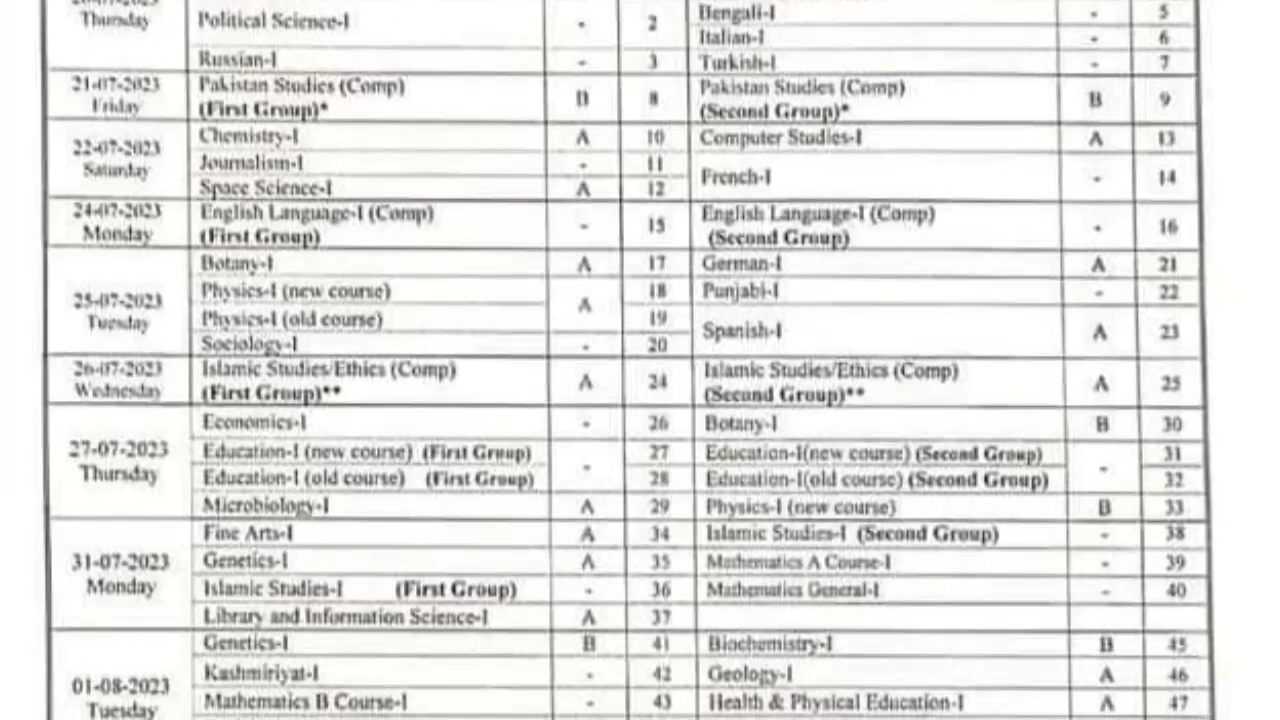 Thursday
Political Science-I - 2
Bengali-I - 5
Italian-I - 6
Russian-I - 3 Turkish-I - 7
21-07-2023 Friday
Pakistan Studies (Comp)
(First Group)* B 8
Pakistan Studies (Comp)
(Second Group)* B 9
22-07-2023 Saturday
Chemistry-I A 10 Computer Studies-I A 13
Journalism-I - 11
French-I - 14
Space Science-I A 12
24-07-2023 Monday
English Language-I (Comp)
(First Group) - 15
English Language-I (Comp)
(Second Group) - 16
25-07-2023 Tuesday
Botany-I A 17 German-I A 21
Physics-I (new course) A 18 Punjabi-I - 22
Physics-I (old course) 19
Spanish-I A 23
Sociology-I - 20
26-07-2023 Wednesday
Islamic Studies/Ethics (Comp)
(First Group)** A 24
Islamic Studies/Ethics (Comp)
(Second Group)** A 25
27-07-2023 Thursday
Economics-I - 26 Botany-I B 30
Education-I (new course) (First Group) - 27 Education-I(new course) (Second Group) - 31
Education-I (old course) (First Group) 28 Education-I(old course) (Second Group) 32
Microbiology-I A 29 Physics-I (new course) B 33
31-07-2023 Monday
Fine Arts-I A 34 Islamic Studies-I (Second Group) - 38
Genetics-I A 35 Mathematics A Course-I - 39
Islamic Studies-I (First Group) - 36 Mathematics General-I - 40
Library and Information Science-I A 37
01-08-2023 Tuesday
Genetics-I B 41 Biochemistry-I B 45
Kashmiriyat-I - 42 Geology-I A 46
Mathematics B Course-I - 43 Health & Physical Education-I A 47